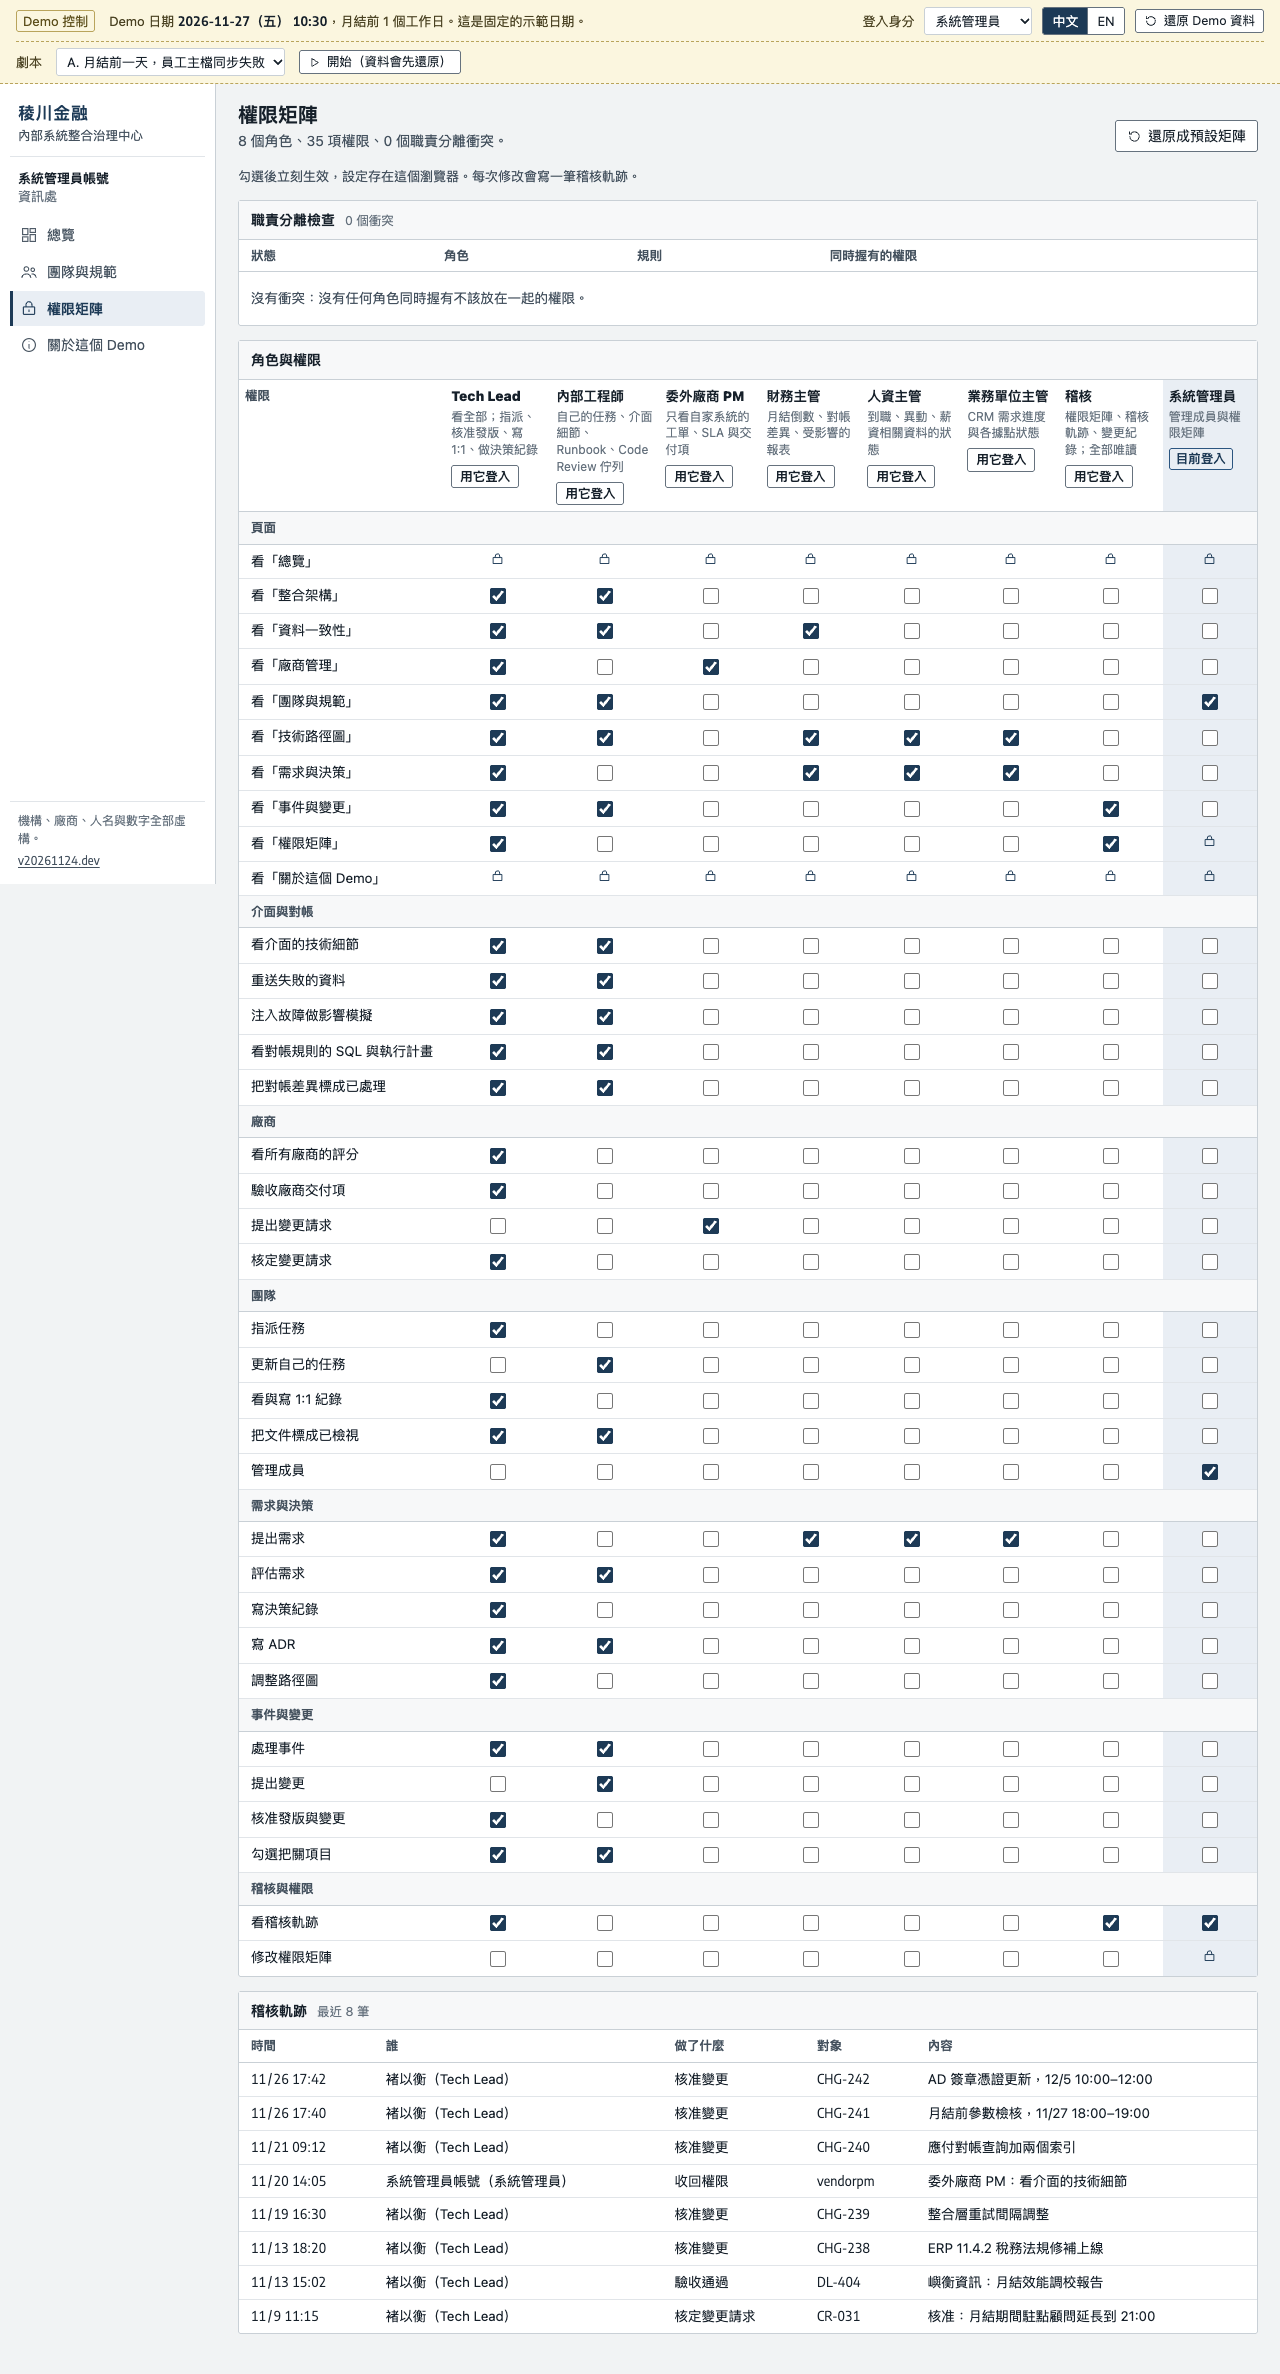 Demo 控制 Demo 日期 2026-11-27（五） 10:30，月結前 1 個工作日。這是固定的示範日期。 登入身分 系統管理員 中文 EN 還原 Demo 資料
劇本 A. 月結前一天，員工主檔同步失敗 開始（資料會先還原）
稜川金融
內部系統整合治理中心
系統管理員帳號
資訊處
總覽
團隊與規範
權限矩陣
關於這個 Demo
機構、廠商、人名與數字全部虛構。
v20261124.dev
權限矩陣
8 個角色、35 項權限、0 個職責分離衝突。
還原成預設矩陣
勾選後立刻生效，設定存在這個瀏覽器。每次修改會寫一筆稽核軌跡。
職責分離檢查 0 個衝突
狀態 角色 規則 同時握有的權限
沒有衝突：沒有任何角色同時握有不該放在一起的權限。
角色與權限
權限
Tech Lead
看全部；指派、核准發版、寫 1:1、做決策紀錄
用它登入
內部工程師
自己的任務、介面細節、Runbook、Code Review 佇列
用它登入
委外廠商 PM
只看自家系統的工單、SLA 與交付項
用它登入
財務主管
月結倒數、對帳差異、受影響的報表
用它登入
人資主管
到職、異動、薪資相關資料的狀態
用它登入
業務單位主管
CRM 需求進度與各據點狀態
用它登入
稽核
權限矩陣、稽核軌跡、變更紀錄；全部唯讀
用它登入
系統管理員
管理成員與權限矩陣
目前登入
頁面
看「總覽」
看「整合架構」
看「資料一致性」
看「廠商管理」
看「團隊與規範」
看「技術路徑圖」
看「需求與決策」
看「事件與變更」
看「權限矩陣」
看「關於這個 Demo」
介面與對帳
看介面的技術細節
重送失敗的資料
注入故障做影響模擬
看對帳規則的 SQL 與執行計畫
把對帳差異標成已處理
廠商
看所有廠商的評分
驗收廠商交付項
提出變更請求
核定變更請求
團隊
指派任務
更新自己的任務
看與寫 1:1 紀錄
把文件標成已檢視
管理成員
需求與決策
提出需求
評估需求
寫決策紀錄
寫 ADR
調整路徑圖
事件與變更
處理事件
提出變更
核准發版與變更
勾選把關項目
稽核與權限
看稽核軌跡
修改權限矩陣
稽核軌跡 最近 8 筆
時間 誰 做了什麼 對象 內容
11/26 17:42 褚以衡（Tech Lead） 核准變更 CHG-242 AD 簽章憑證更新，12/5 10:00–12:00
11/26 17:40 褚以衡（Tech Lead） 核准變更 CHG-241 月結前參數檢核，11/27 18:00–19:00
11/21 09:12 褚以衡（Tech Lead） 核准變更 CHG-240 應付對帳查詢加兩個索引
11/20 14:05 系統管理員帳號（系統管理員） 收回權限 vendorpm 委外廠商 PM：看介面的技術細節
11/19 16:30 褚以衡（Tech Lead） 核准變更 CHG-239 整合層重試間隔調整
11/13 18:20 褚以衡（Tech Lead） 核准變更 CHG-238 ERP 11.4.2 稅務法規修補上線
11/13 15:02 褚以衡（Tech Lead） 驗收通過 DL-404 嶼衡資訊：月結效能調校報告
11/9 11:15 褚以衡（Tech Lead） 核定變更請求 CR-031 核准：月結期間駐點顧問延長到 21:00